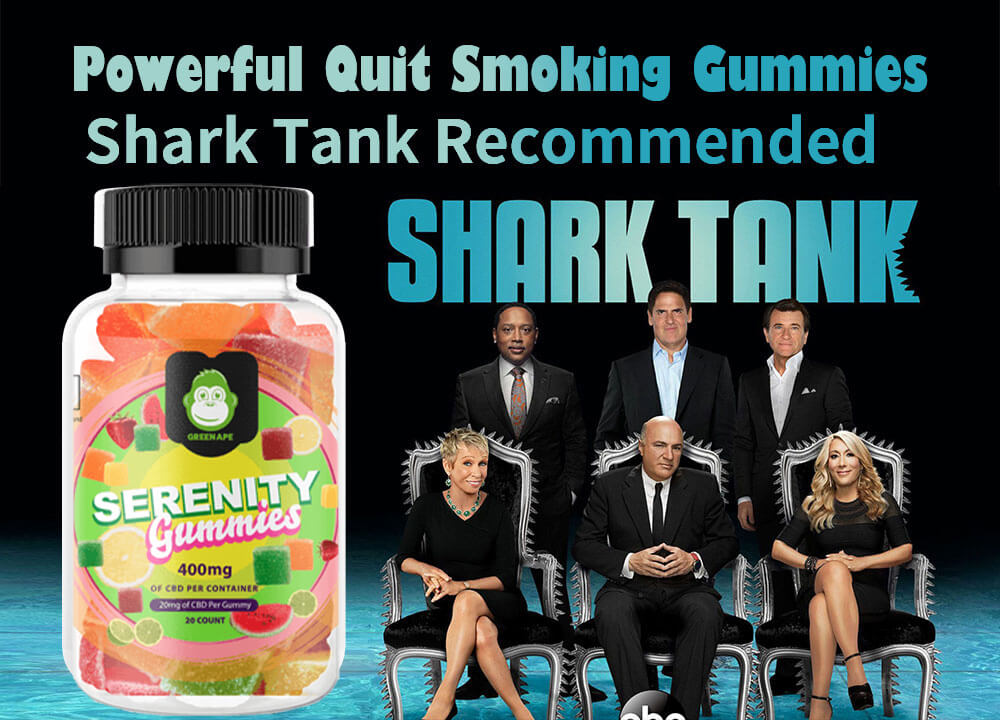 Powerful Quit Smoking Gummies
Shark Tank Recommended
SHARK TANK
GREEN APE
SERENITY
Gummies
400mg
OF CBD PER CONTAINER
20mg of CBD Per Gummy
20 COUNT
abc